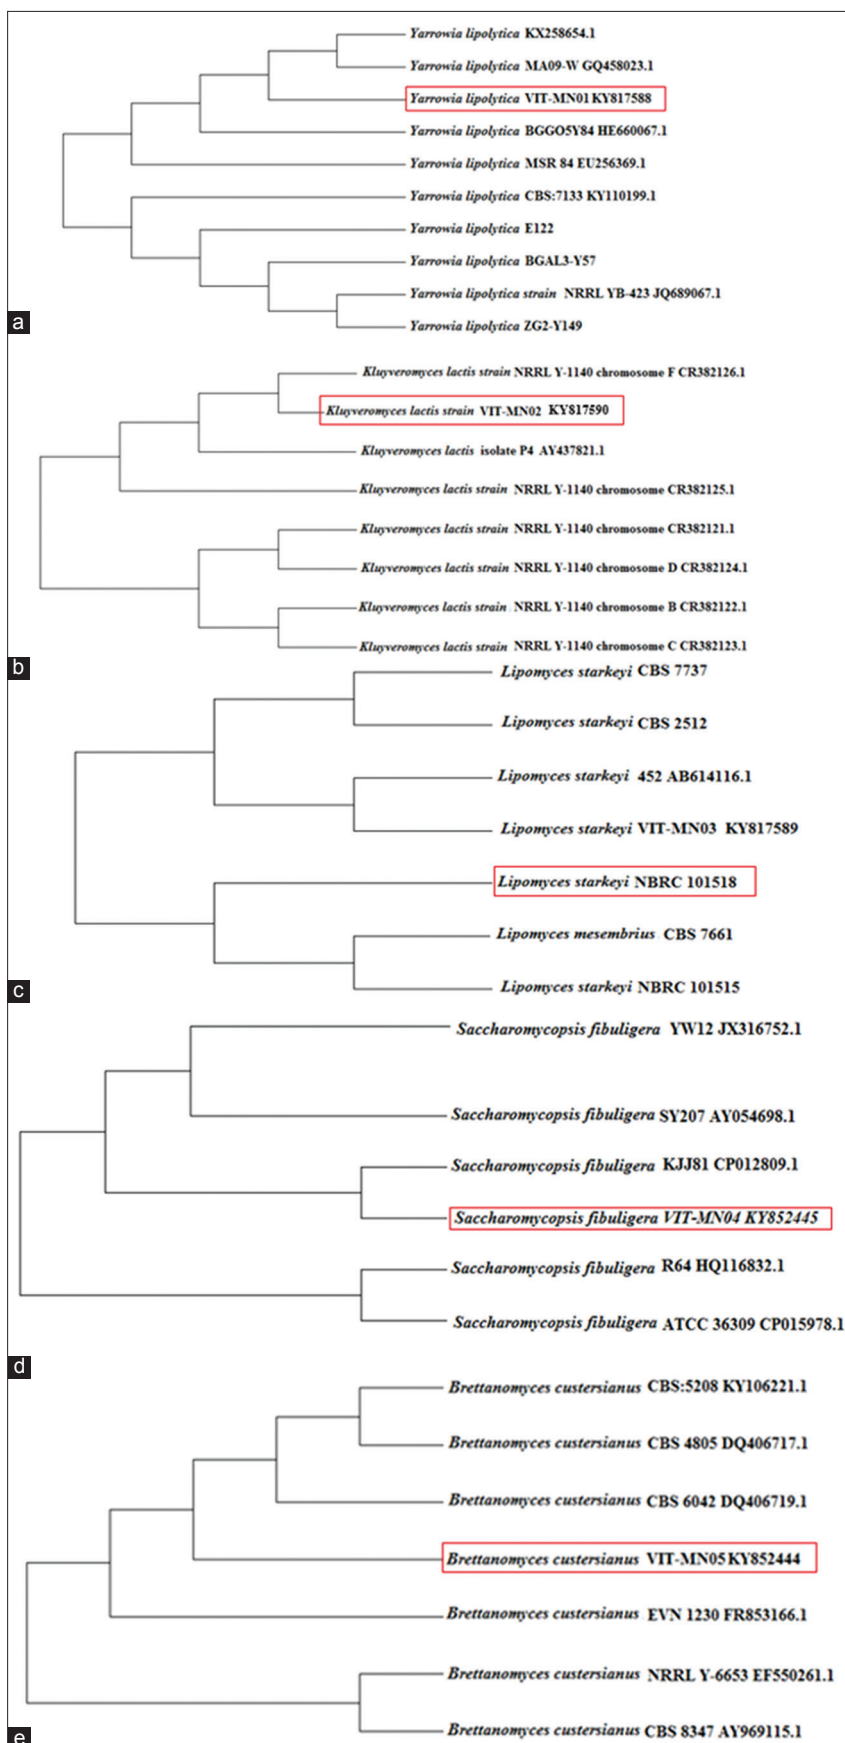 Yarrowia lipolytica KX258654.1
Yarrowia lipolytica MA09-W GQ458023.1
Yarrowia lipolytica VIT-MN01 KY817588
Yarrowia lipolytica BGGO5Y84 HE660067.1
Yarrowia lipolytica MSR 84 EU256369.1
Yarrowia lipolytica CBS:7133 KY110199.1
Yarrowia lipolytica E122
Yarrowia lipolytica BGAL3-Y57
Yarrowia lipolytica strain NRRL YB-423 JQ689067.1
Yarrowia lipolytica ZG2-Y149
a
Kluyveromyces lactis strain NRRL Y-1140 chromosome F CR382126.1
Kluyveromyces lactis strain VIT-MN02 KY817590
Kluyveromyces lactis isolate P4 AY437821.1
Kluyveromyces lactis strain NRRL Y-1140 chromosome CR382125.1
Kluyveromyces lactis strain NRRL Y-1140 chromosome CR382121.1
Kluyveromyces lactis strain NRRL Y-1140 chromosome D CR382124.1
Kluyveromyces lactis strain NRRL Y-1140 chromosome B CR382122.1
Kluyveromyces lactis strain NRRL Y-1140 chromosome C CR382123.1
b
Lipomyces starkeyi CBS 7737
Lipomyces starkeyi CBS 2512
Lipomyces starkeyi 452 AB614116.1
Lipomyces starkeyi VIT-MN03 KY817589
Lipomyces starkeyi NBRC 101518
Lipomyces mesembrius CBS 7661
Lipomyces starkeyi NBRC 101515
c
Saccharomycopsis fibuligera YW12 JX316752.1
Saccharomycopsis fibuligera SY207 AY054698.1
Saccharomycopsis fibuligera KJJ81 CP012809.1
Saccharomycopsis fibuligera VIT-MN04 KY852445
Saccharomycopsis fibuligera R64 HQ116832.1
Saccharomycopsis fibuligera ATCC 36309 CP015978.1
d
Brettanomyces custersianus CBS:5208 KY106221.1
Brettanomyces custersianus CBS 4805 DQ406717.1
Brettanomyces custersianus CBS 6042 DQ406719.1
Brettanomyces custersianus VIT-MN05 KY852444
Brettanomyces custersianus EVN 1230 FR853166.1
Brettanomyces custersianus NRRL Y-6653 EF550261.1
Brettanomyces custersianus CBS 8347 AY969115.1
e